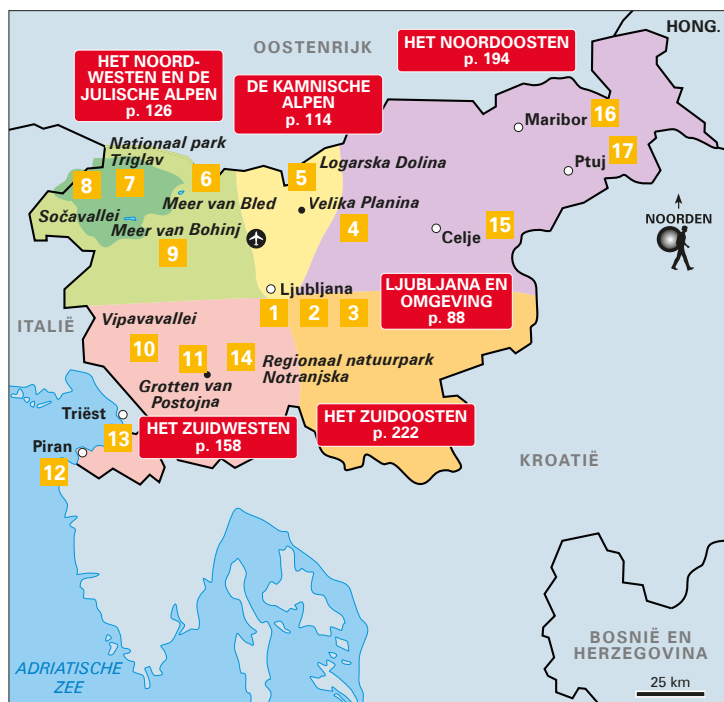 HONG.
OOSTENRIJK
HET NOORD-
WESTEN EN DE
JULISCHE ALPEN
p. 126
DE KAMNISCHE
ALPEN
p. 114
HET NOORDOOSTEN
p. 194
Maribor
16
17
Ptuj
Nationaal park
Triglav
8
7
6
5
Logarska Dolina
Meer van Bled
Velika Planina
Sočavallei
Meer van Bohinj
9
4
Celje
15
NOORDEN
Ljubljana
1
2
3
LJUBLJANA EN
OMGEVING
p. 88
ITALIË
Vipavavallei
10
11
14
Regionaal natuurpark
Notranjska
Grotten van
Postojna
Triëst
13
HET ZUIDWESTEN
p. 158
HET ZUIDOOSTEN
p. 222
Piran
12
KROATIË
BOSNIË EN
HERZEGOVINA
ADRIATISCHE
ZEE
25 km